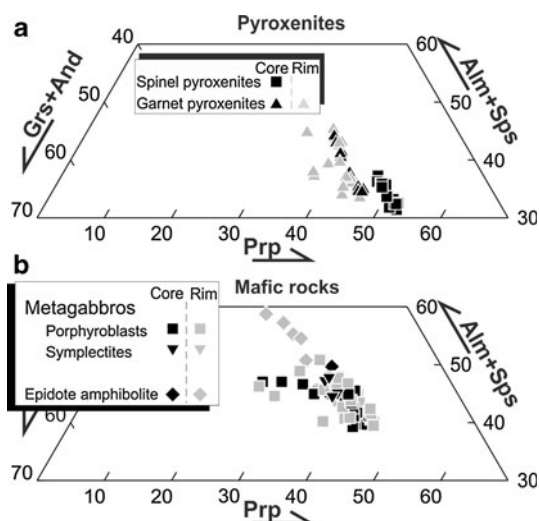 a
Pyroxenites
40
60
Core Rim
Spinel pyroxenites
Garnet pyroxenites
Grs+And
Alm+Sps
50
50
60
40
70
30
10 20 30 40 50 60
Prp
b
Mafic rocks
60
Core Rim
Metagabbros
Porphyroblasts
Symplectites
Epidote amphibolite
Alm+Sps
50
60
40
70
30
10 20 30 40 50 60
Prp